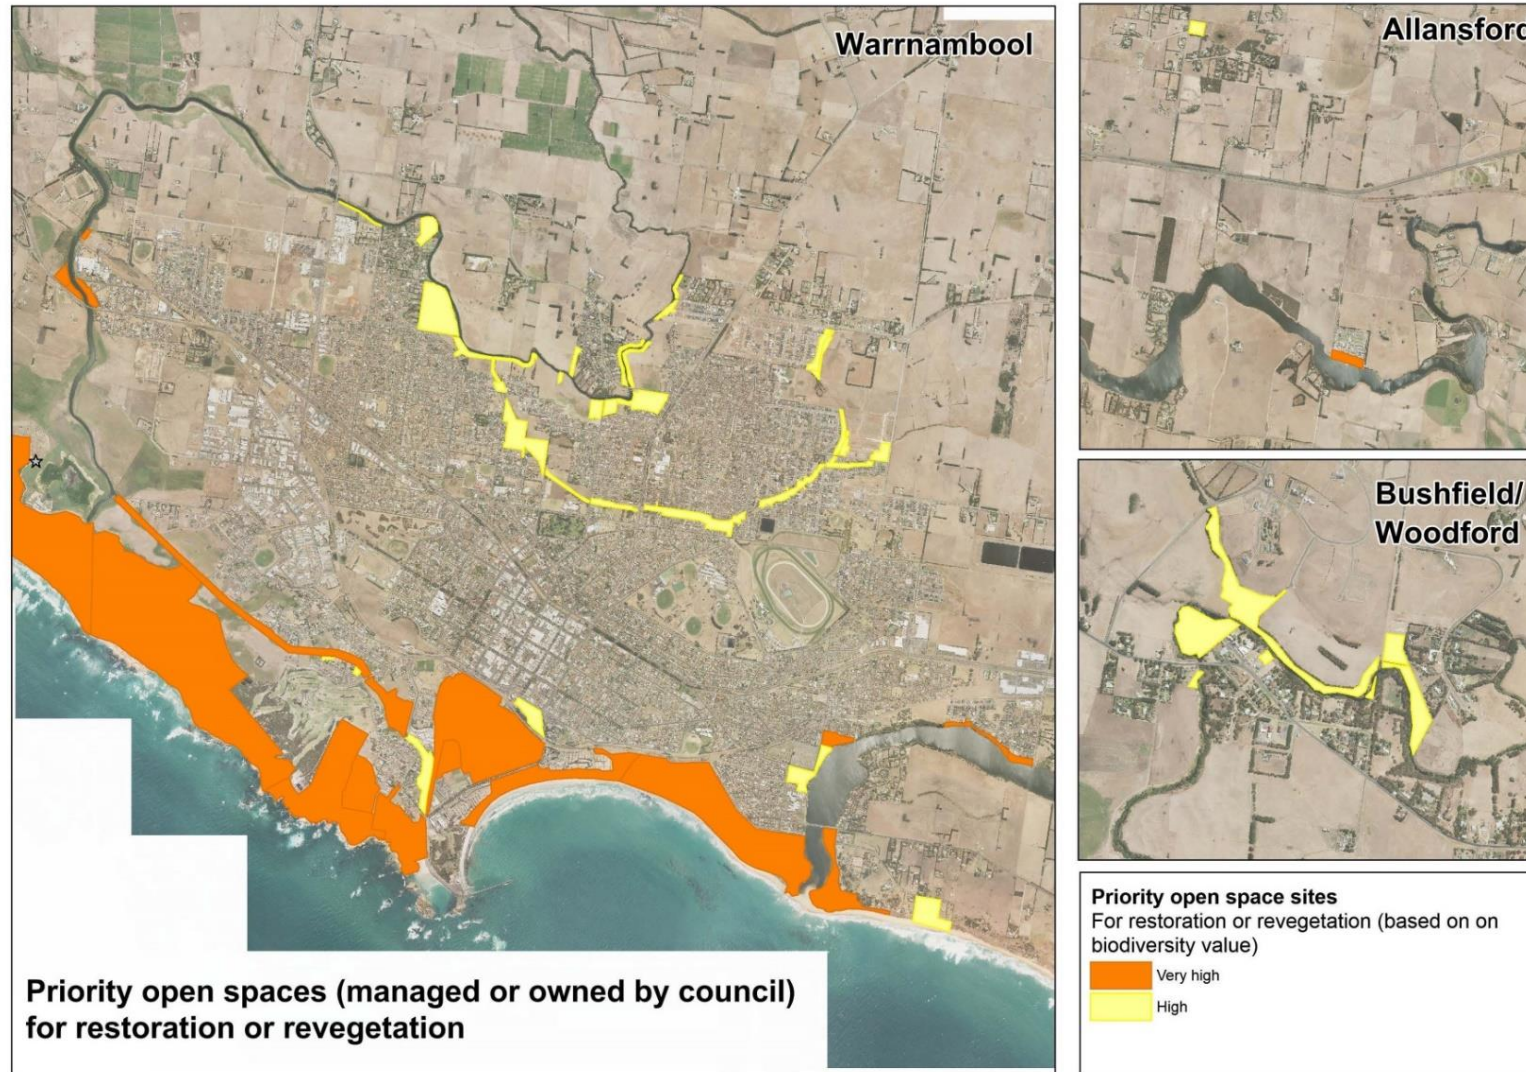 Warrnambool
Allansford
Bushfield/
Woodford
Priority open spaces (managed or owned by council)
for restoration or revegetation
Priority open space sites
For restoration or revegetation (based on on
biodiversity value)
Very high
High